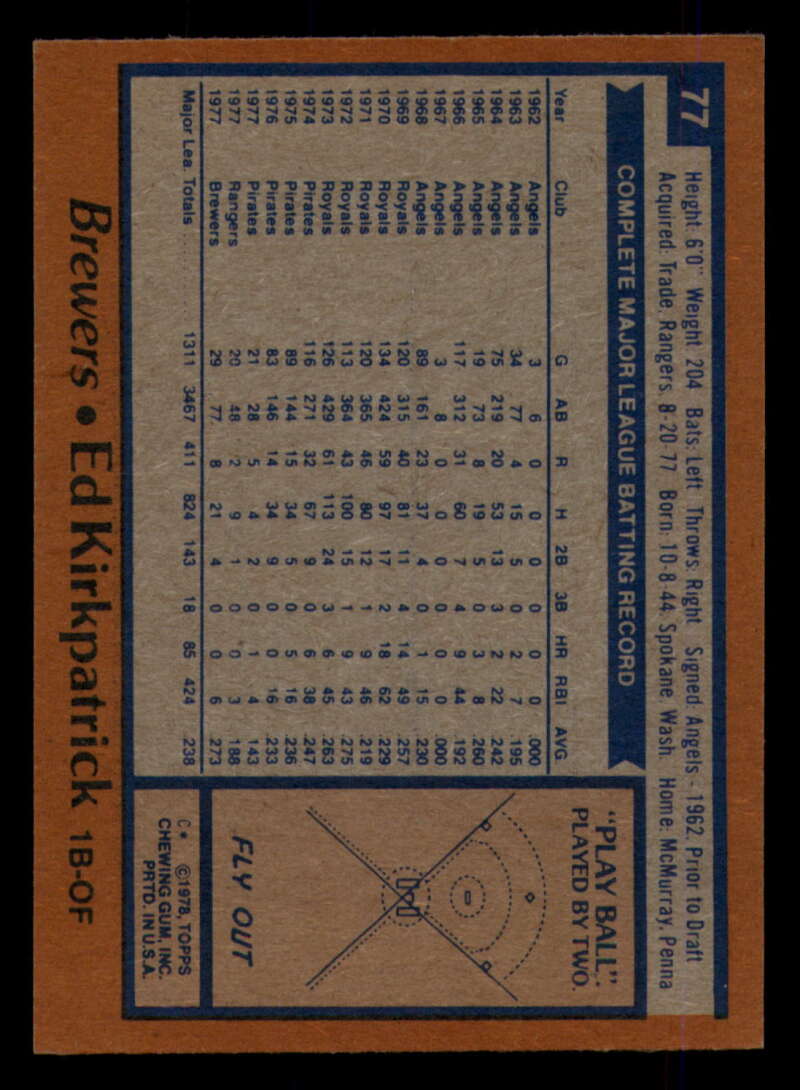 77
Height: 6'0" Weight: 204 Bats: Left Throws: Right Signed: Angels - 1962, Prior to Draft
Acquired: Trade, Rangers, 8-20-77 Born: 10-8-44, Spokane, Wash. Home: McMurray, Penna
COMPLETE MAJOR LEAGUE BATTING RECORD
Year Club G AB R H 2B 3B HR RBI AVG
1962 Angels 3 6 0 0 0 0 0 0 .000
1963 Angels 34 77 4 15 5 0 2 7 .195
1964 Angels 75 219 20 53 13 3 2 22 .242
1965 Angels 19 73 8 19 5 0 3 8 .260
1966 Angels 117 312 31 60 7 4 9 44 .192
1967 Angels 3 8 0 0 0 0 0 0 .000
1968 Angels 89 161 23 37 4 0 1 15 .230
1969 Royals 120 315 40 81 11 4 14 49 .257
1970 Royals 134 424 59 97 17 2 18 62 .229
1971 Royals 120 365 46 80 12 1 9 46 .219
1972 Royals 113 364 43 100 15 1 9 43 .275
1973 Royals 126 429 61 113 24 3 6 45 .263
1974 Pirates 116 271 32 67 9 0 6 38 .247
1975 Pirates 89 144 15 34 5 0 5 16 .236
1976 Pirates 83 146 14 34 9 0 0 16 .233
1977 Pirates 21 28 5 4 2 0 1 4 .143
1977 Rangers 20 48 2 9 1 0 0 3 .188
1977 Brewers 29 77 8 21 4 0 0 6 .273
Major Lea. Totals 1311 3467 411 824 143 18 85 424 .238
"PLAY BALL":
PLAYED BY TWO.
FLY OUT
C* ©1978, TOPPS
CHEWING GUM, INC.
PRTD. IN U.S.A.
Brewers • Ed Kirkpatrick 1B-OF